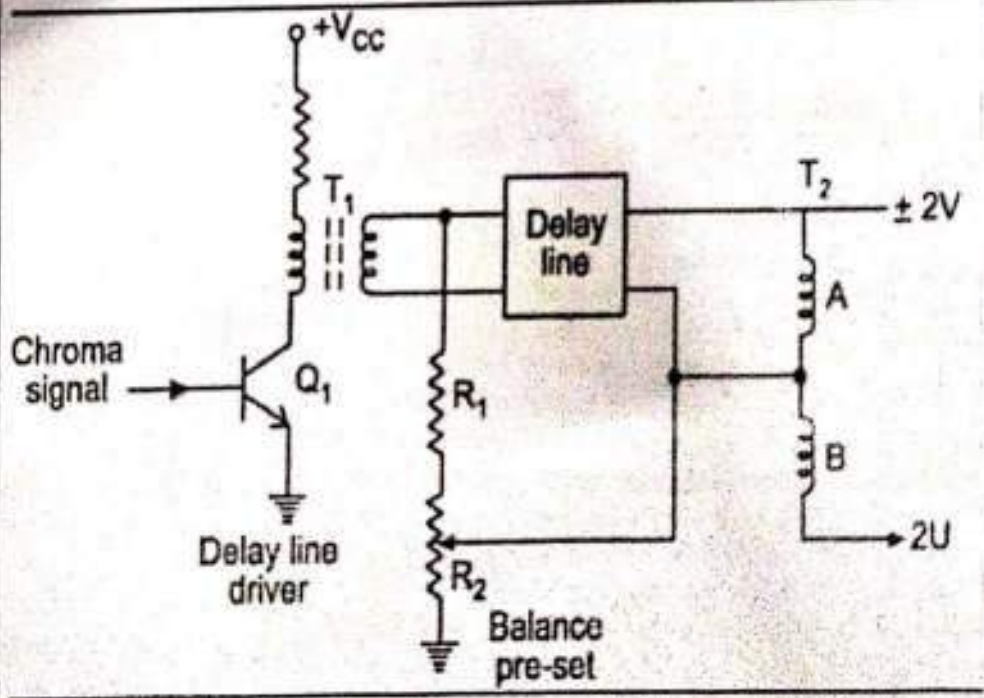 +VCC
T1
T2
± 2V
Delay
line
A
Chroma
signal
Q1
R1
B
2U
Delay line
driver
R2
Balance
pre-set